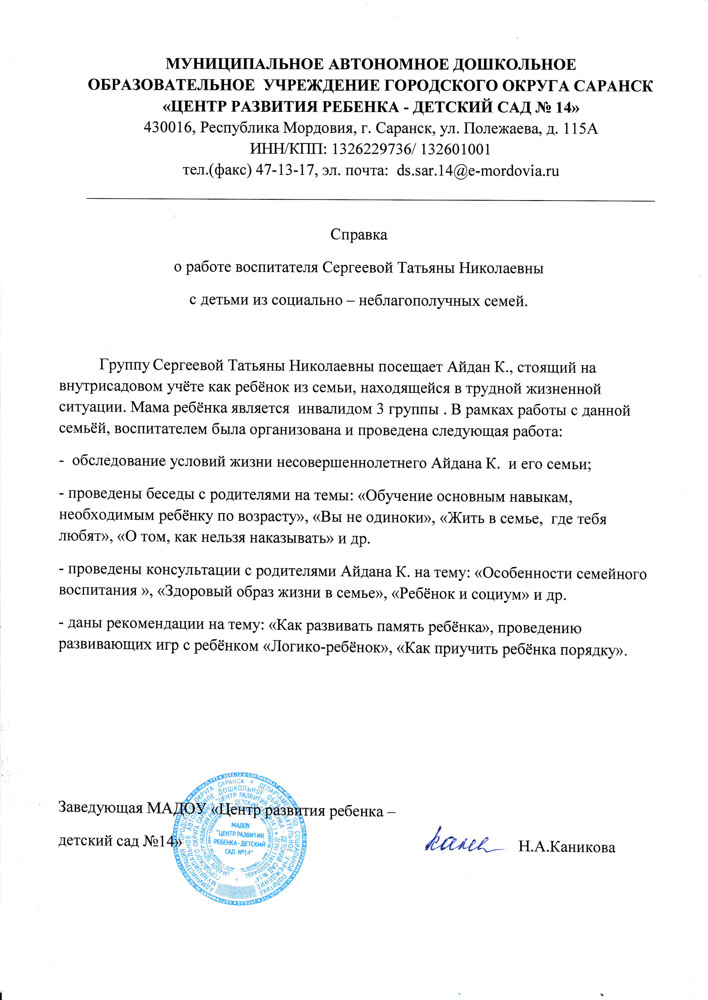 МУНИЦИПАЛЬНОЕ АВТОНОМНОЕ ДОШКОЛЬНОЕ
ОБРАЗОВАТЕЛЬНОЕ УЧРЕЖДЕНИЕ ГОРОДСКОГО ОКРУГА САРАНСК
«ЦЕНТР РАЗВИТИЯ РЕБЕНКА - ДЕТСКИЙ САД № 14»
430016, Республика Мордовия, г. Саранск, ул. Полежаева, д. 115А
ИНН/КПП: 1326229736/ 132601001
тел.(факс) 47-13-17, эл. почта: ds.sar.14@e-mordovia.ru
Справка
о работе воспитателя Сергеевой Татьяны Николаевны
с детьми из социально – неблагополучных семей.
Группу Сергеевой Татьяны Николаевны посещает Айдан К., стоящий на
внутрисадовом учёте как ребёнок из семьи, находящейся в трудной жизненной
ситуации. Мама ребёнка является инвалидом 3 группы . В рамках работы с данной
семьёй, воспитателем была организована и проведена следующая работа:
- обследование условий жизни несовершеннолетнего Айдана К. и его семьи;
- проведены беседы с родителями на темы: «Обучение основным навыкам,
необходимым ребёнку по возрасту», «Вы не одиноки», «Жить в семье, где тебя
любят», «О том, как нельзя наказывать» и др.
- проведены консультации с родителями Айдана К. на тему: «Особенности семейного
воспитания », «Здоровый образ жизни в семье», «Ребёнок и социум» и др.
- даны рекомендации на тему: «Как развивать память ребёнка», проведению
развивающих игр с ребёнком «Логико-ребёнок», «Как приучить ребёнка порядку».
Заведующая МАДОУ «Центр развития ребенка –
детский сад №14»
Н.А.Каникова
МАДОУ
"ЦЕНТР РАЗВИТИЯ
РЕБЕНКА - ДЕТСКИЙ
САД №14"